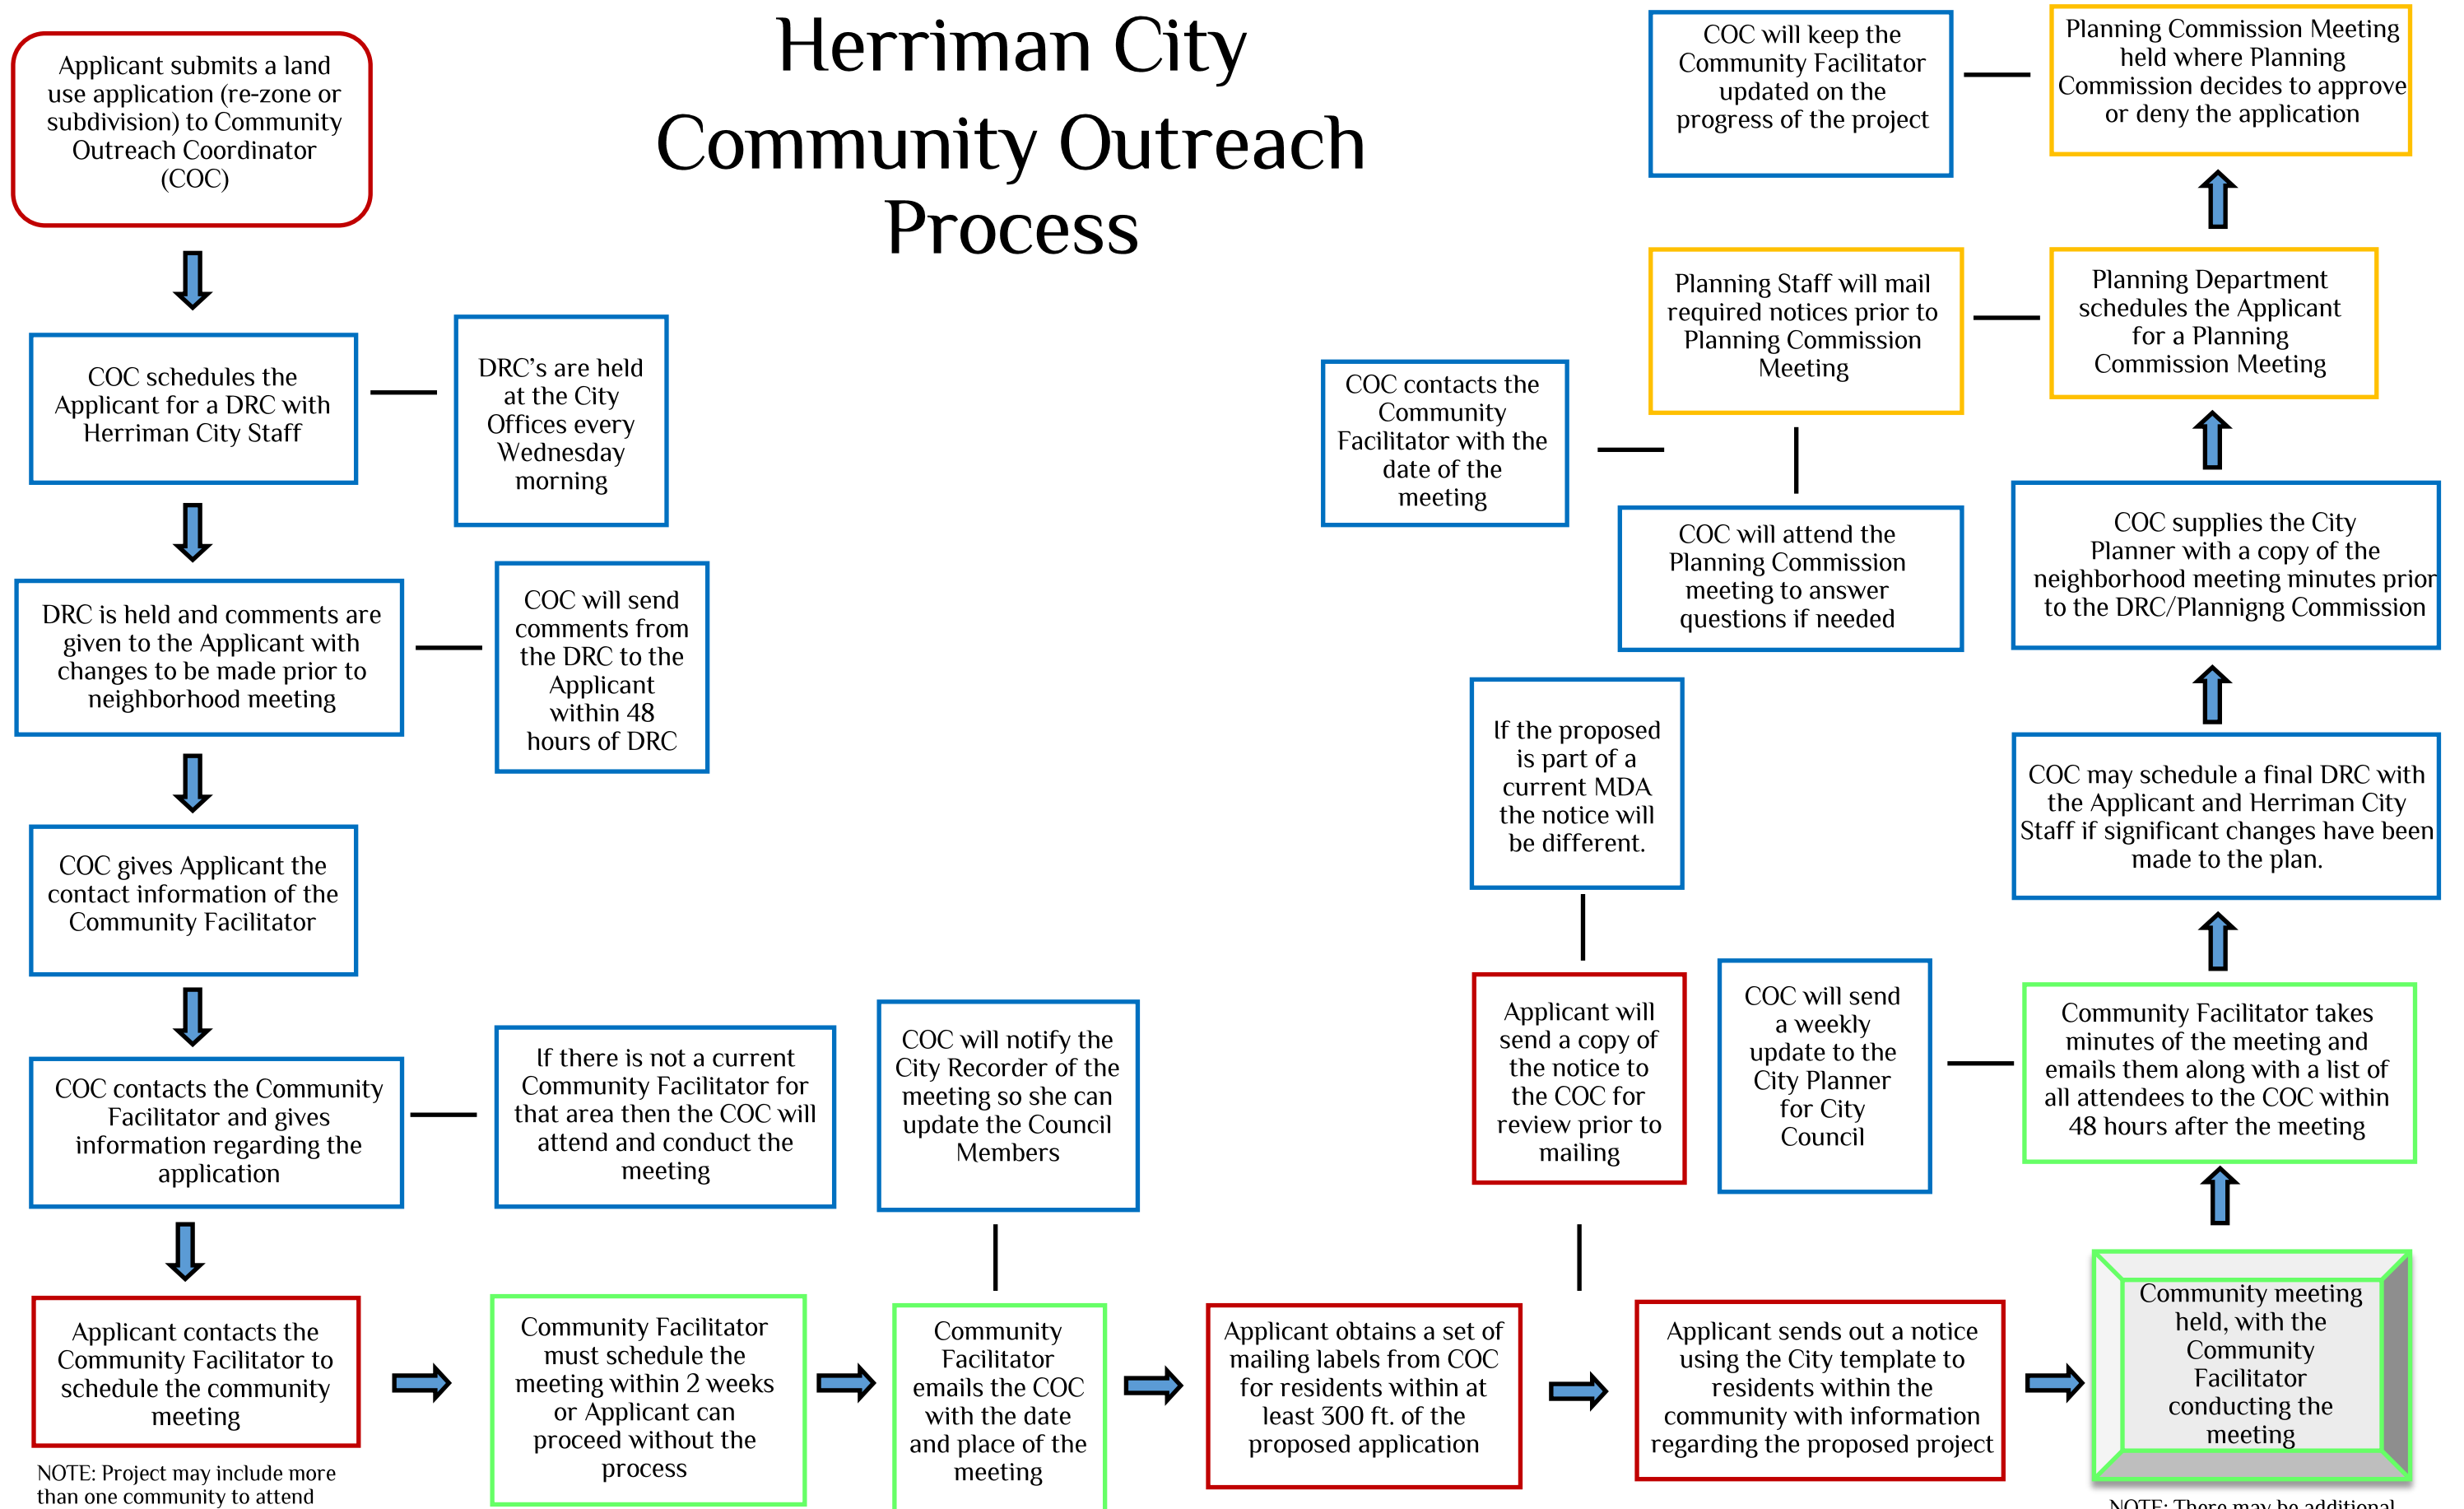 Herriman City
Community Outreach
Process
Applicant submits a land
use application (re-zone or
subdivision) to Community
Outreach Coordinator
(COC)
COC schedules the
Applicant for a DRC with
Herriman City Staff
DRC's are held
at the City
Offices every
Wednesday
morning
DRC is held and comments are
given to the Applicant with
changes to be made prior to
neighborhood meeting
COC will send
comments from
the DRC to the
Applicant
within 48
hours of DRC
COC gives Applicant the
contact information of the
Community Facilitator
COC contacts the Community
Facilitator and gives
information regarding the
application
If there is not a current
Community Facilitator for
that area then the COC will
attend and conduct the
meeting
Applicant contacts the
Community Facilitator to
schedule the community
meeting
NOTE: Project may include more
than one community to attend
Community Facilitator
must schedule the
meeting within 2 weeks
or Applicant can
proceed without the
process
COC will notify the
City Recorder of the
meeting so she can
update the Council
Members
Community
Facilitator
emails the COC
with the date
and place of the
meeting
Applicant obtains a set of
mailing labels from COC
for residents within at
least 300 ft. of the
proposed application
If the proposed
is part of a
current MDA
the notice will
be different.
Applicant will
send a copy of
the notice to
the COC for
review prior to
mailing
Applicant sends out a notice
using the City template to
residents within the
community with information
regarding the proposed project
Community meeting
held, with the
Community
Facilitator
conducting the
meeting
NOTE: There may be additional
Community Facilitator takes
minutes of the meeting and
emails them along with a list of
all attendees to the COC within
48 hours after the meeting
COC will send
a weekly
update to the
City Planner
for City
Council
COC may schedule a final DRC with
the Applicant and Herriman City
Staff if significant changes have been
made to the plan.
COC supplies the City
Planner with a copy of the
neighborhood meeting minutes prior
to the DRC/Plannigng Commission
Planning Department
schedules the Applicant
for a Planning
Commission Meeting
Planning Staff will mail
required notices prior to
Planning Commission
Meeting
COC contacts the
Community
Facilitator with the
date of the
meeting
COC will attend the
Planning Commission
meeting to answer
questions if needed
Planning Commission Meeting
held where Planning
Commission decides to approve
or deny the application
COC will keep the
Community Facilitator
updated on the
progress of the project